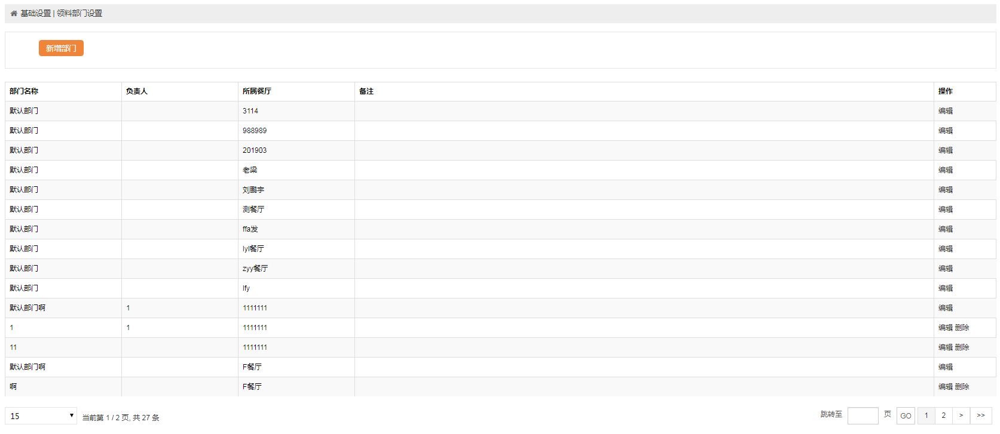 基础设置 | 领料部门设置
新增部门
部门名称 负责人 所属餐厅 备注 操作
默认部门 3114 编辑
默认部门 988989 编辑
默认部门 201903 编辑
默认部门 老梁 编辑
默认部门 刘鹏宇 编辑
默认部门 测餐厅 编辑
默认部门 ffa发 编辑
默认部门 lyl餐厅 编辑
默认部门 zyy餐厅 编辑
默认部门 lfy 编辑
默认部门啊 1 1111111 编辑
1 1 1111111 编辑 删除
11 1111111 编辑 删除
默认部门啊 F餐厅 编辑
啊 F餐厅 编辑 删除
15 当前第 1 / 2 页, 共 27 条 跳转至 页 GO 1 2 > >>